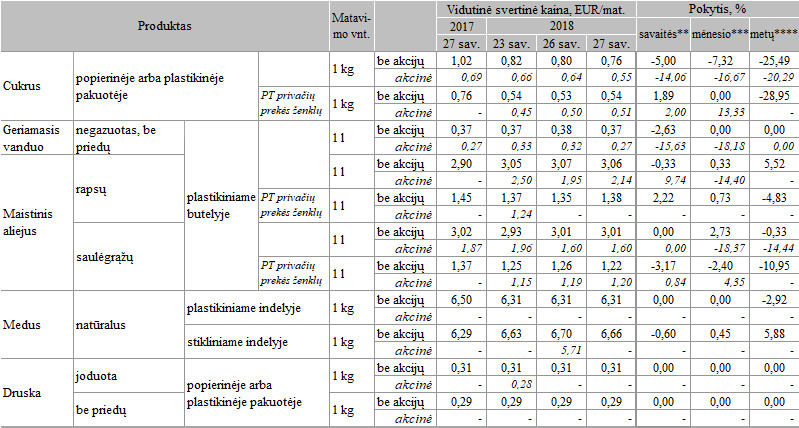 Produktas Matavi- mo vnt. Vidutinė svertinė kaina, EUR/mat. Pokytis, %
2017 2018 savaitės** mėnesio*** metų****
27 sav. 23 sav. 26 sav. 27 sav.
Cukrus popierinėje arba plastikinėje pakuotėje 1 kg be akcijų 1,02 0,82 0,80 0,76 -5,00 -7,32 -25,49
akcinė 0,69 0,66 0,64 0,55 -14,06 -16,67 -20,29
PT privačių prekės ženklų 1 kg be akcijų 0,76 0,54 0,53 0,54 1,89 0,00 -28,95
akcinė - 0,45 0,50 0,51 2,00 13,33 -
Geriamasis vanduo negazuotas, be priedų plastikiniame butelyje 1 l be akcijų 0,37 0,37 0,38 0,37 -2,63 0,00 0,00
akcinė 0,27 0,33 0,32 0,27 -15,63 -18,18 0,00
Maistinis aliejus rapsų 1 l be akcijų 2,90 3,05 3,07 3,06 -0,33 0,33 5,52
akcinė - 2,50 1,95 2,14 9,74 -14,40 -
PT privačių prekės ženklų 1 l be akcijų 1,45 1,37 1,35 1,38 2,22 0,73 -4,83
akcinė - 1,24 - - - - -
saulėgrąžų 1 l be akcijų 3,02 2,93 3,01 3,01 0,00 2,73 -0,33
akcinė 1,87 1,96 1,60 1,60 0,00 -18,37 -14,44
PT privačių prekės ženklų 1 l be akcijų 1,37 1,25 1,26 1,22 -3,17 -2,40 -10,95
akcinė - 1,15 1,19 1,20 0,84 4,35 -
Medus natūralus plastikiniame indelyje 1 kg be akcijų 6,50 6,31 6,31 6,31 0,00 0,00 -2,92
akcinė - - - - - - -
stikliniame indelyje 1 kg be akcijų 6,29 6,63 6,70 6,66 -0,60 0,45 5,88
akcinė - - 5,71 - - - -
Druska joduota popierinėje arba plastikinėje pakuotėje 1 kg be akcijų 0,31 0,31 0,31 0,31 0,00 0,00 0,00
akcinė - 0,28 - - - - -
be priedų 1 kg be akcijų 0,29 0,29 0,29 0,29 0,00 0,00 0,00
akcinė - - - - - - -